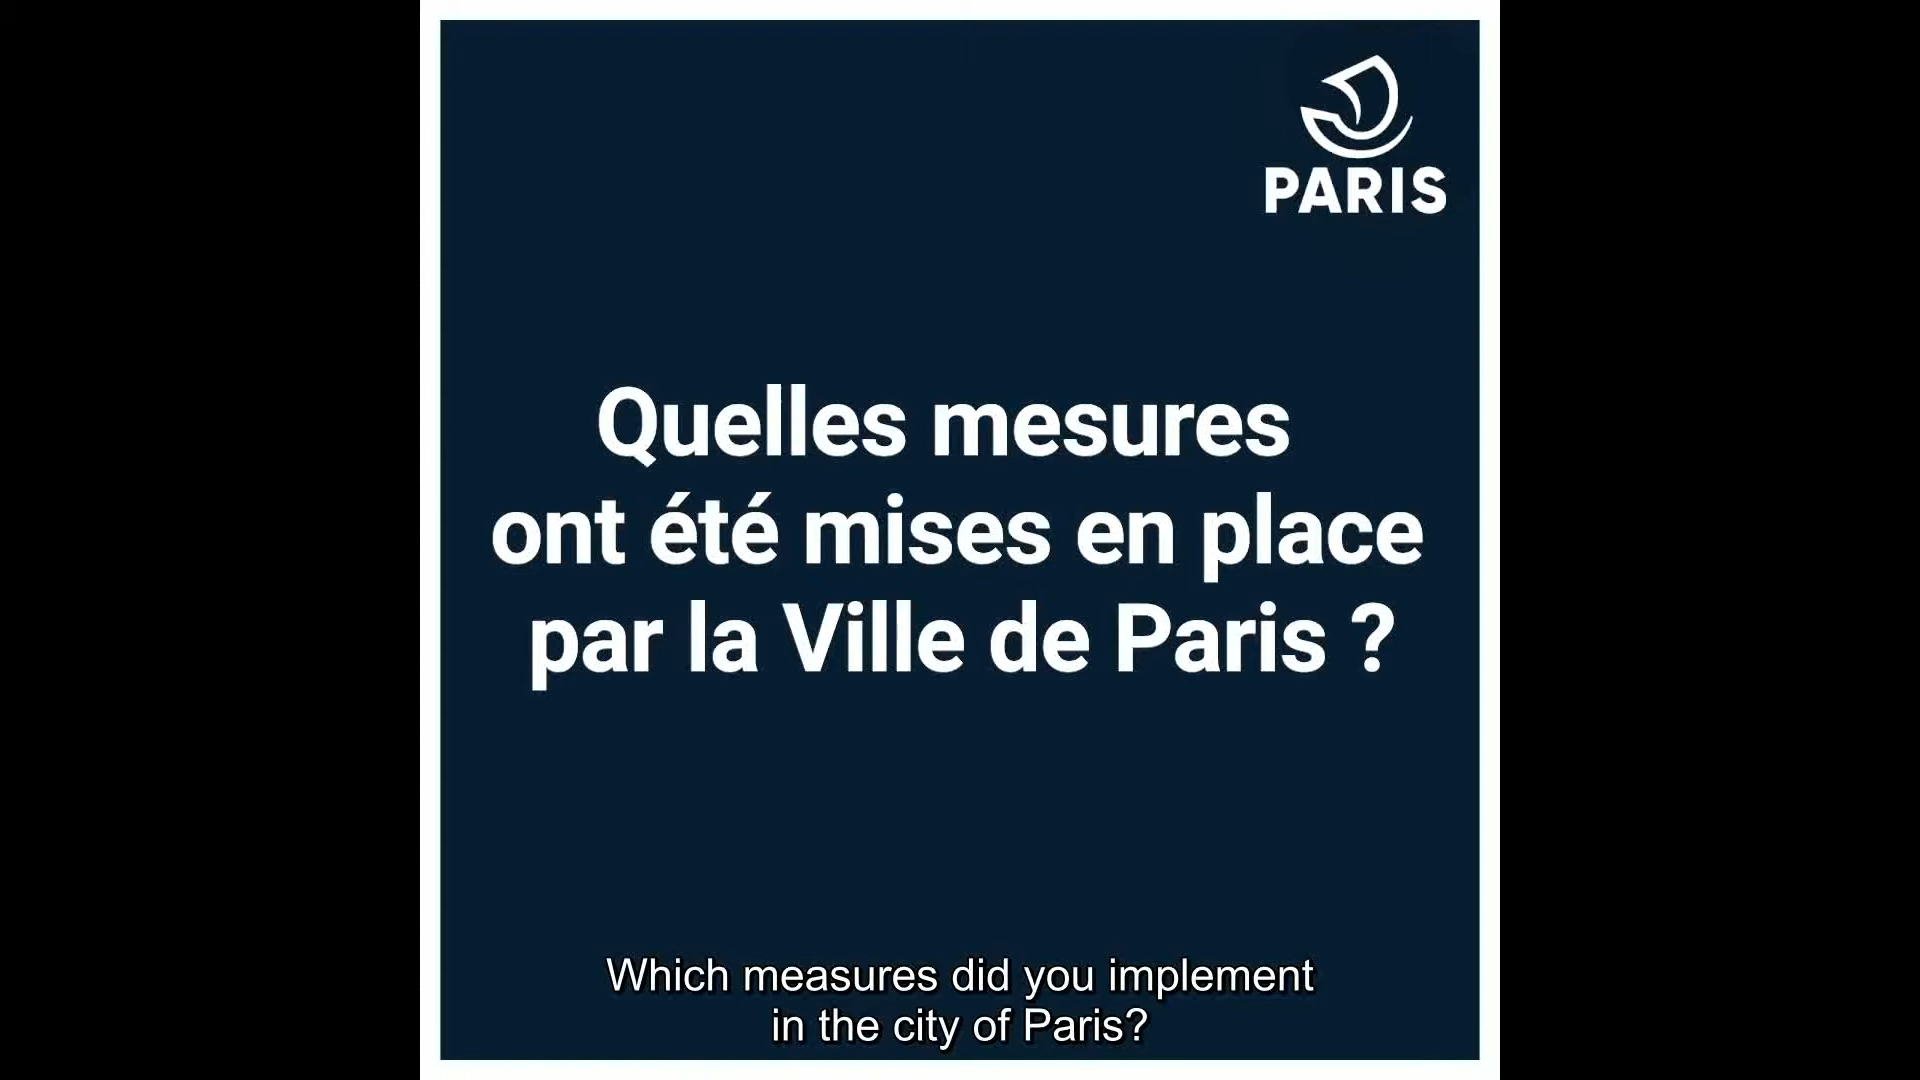 PARIS
Quelles mesures
ont été mises en place
par la Ville de Paris ?
Which measures did you implement
in the city of Paris?